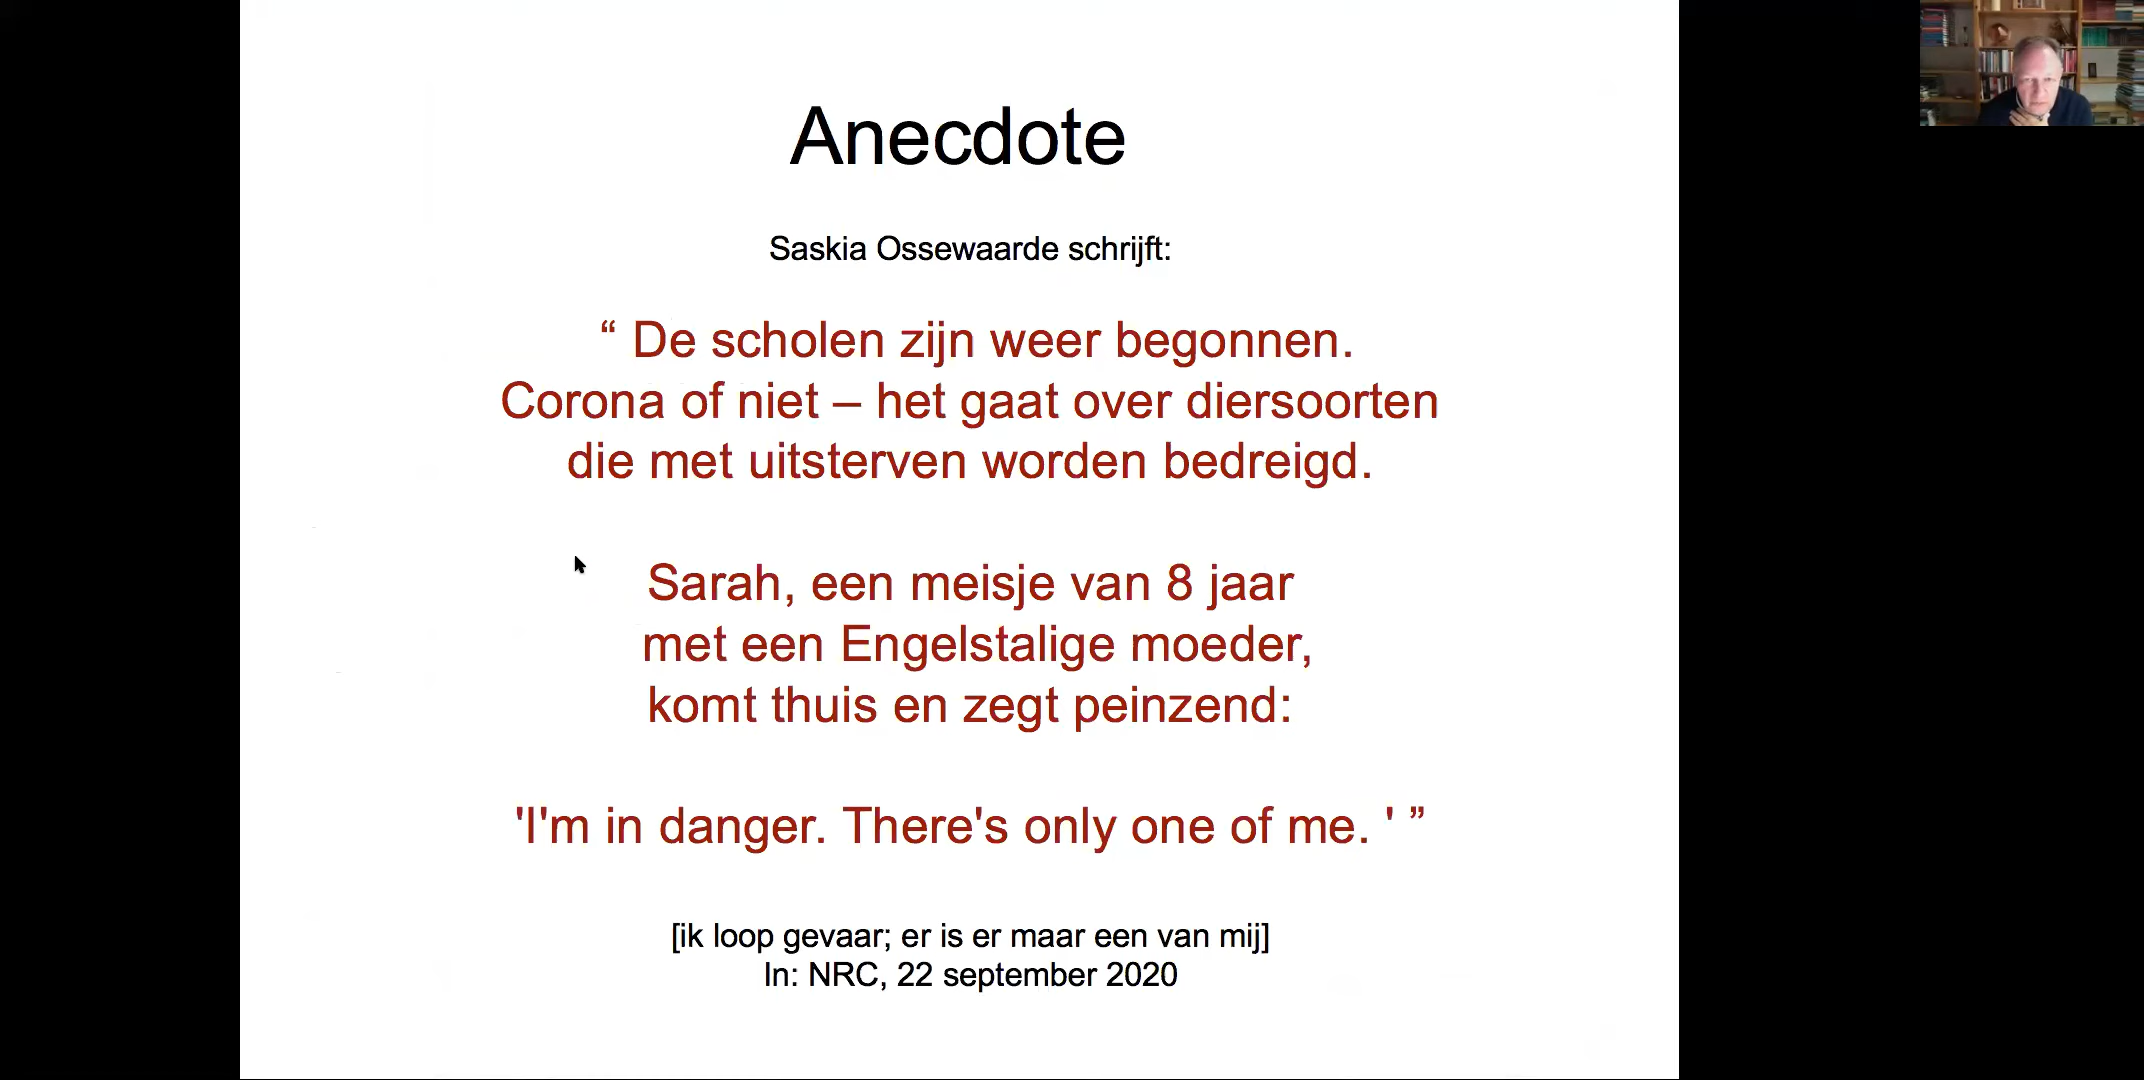 Anecdote
Saskia Ossewaarde schrijft:
“ De scholen zijn weer begonnen.
Corona of niet – het gaat over diersoorten
die met uitsterven worden bedreigd.
Sarah, een meisje van 8 jaar
met een Engelstalige moeder,
komt thuis en zegt peinzend:
'I'm in danger. There's only one of me. ' ”
[ik loop gevaar; er is er maar een van mij]
In: NRC, 22 september 2020